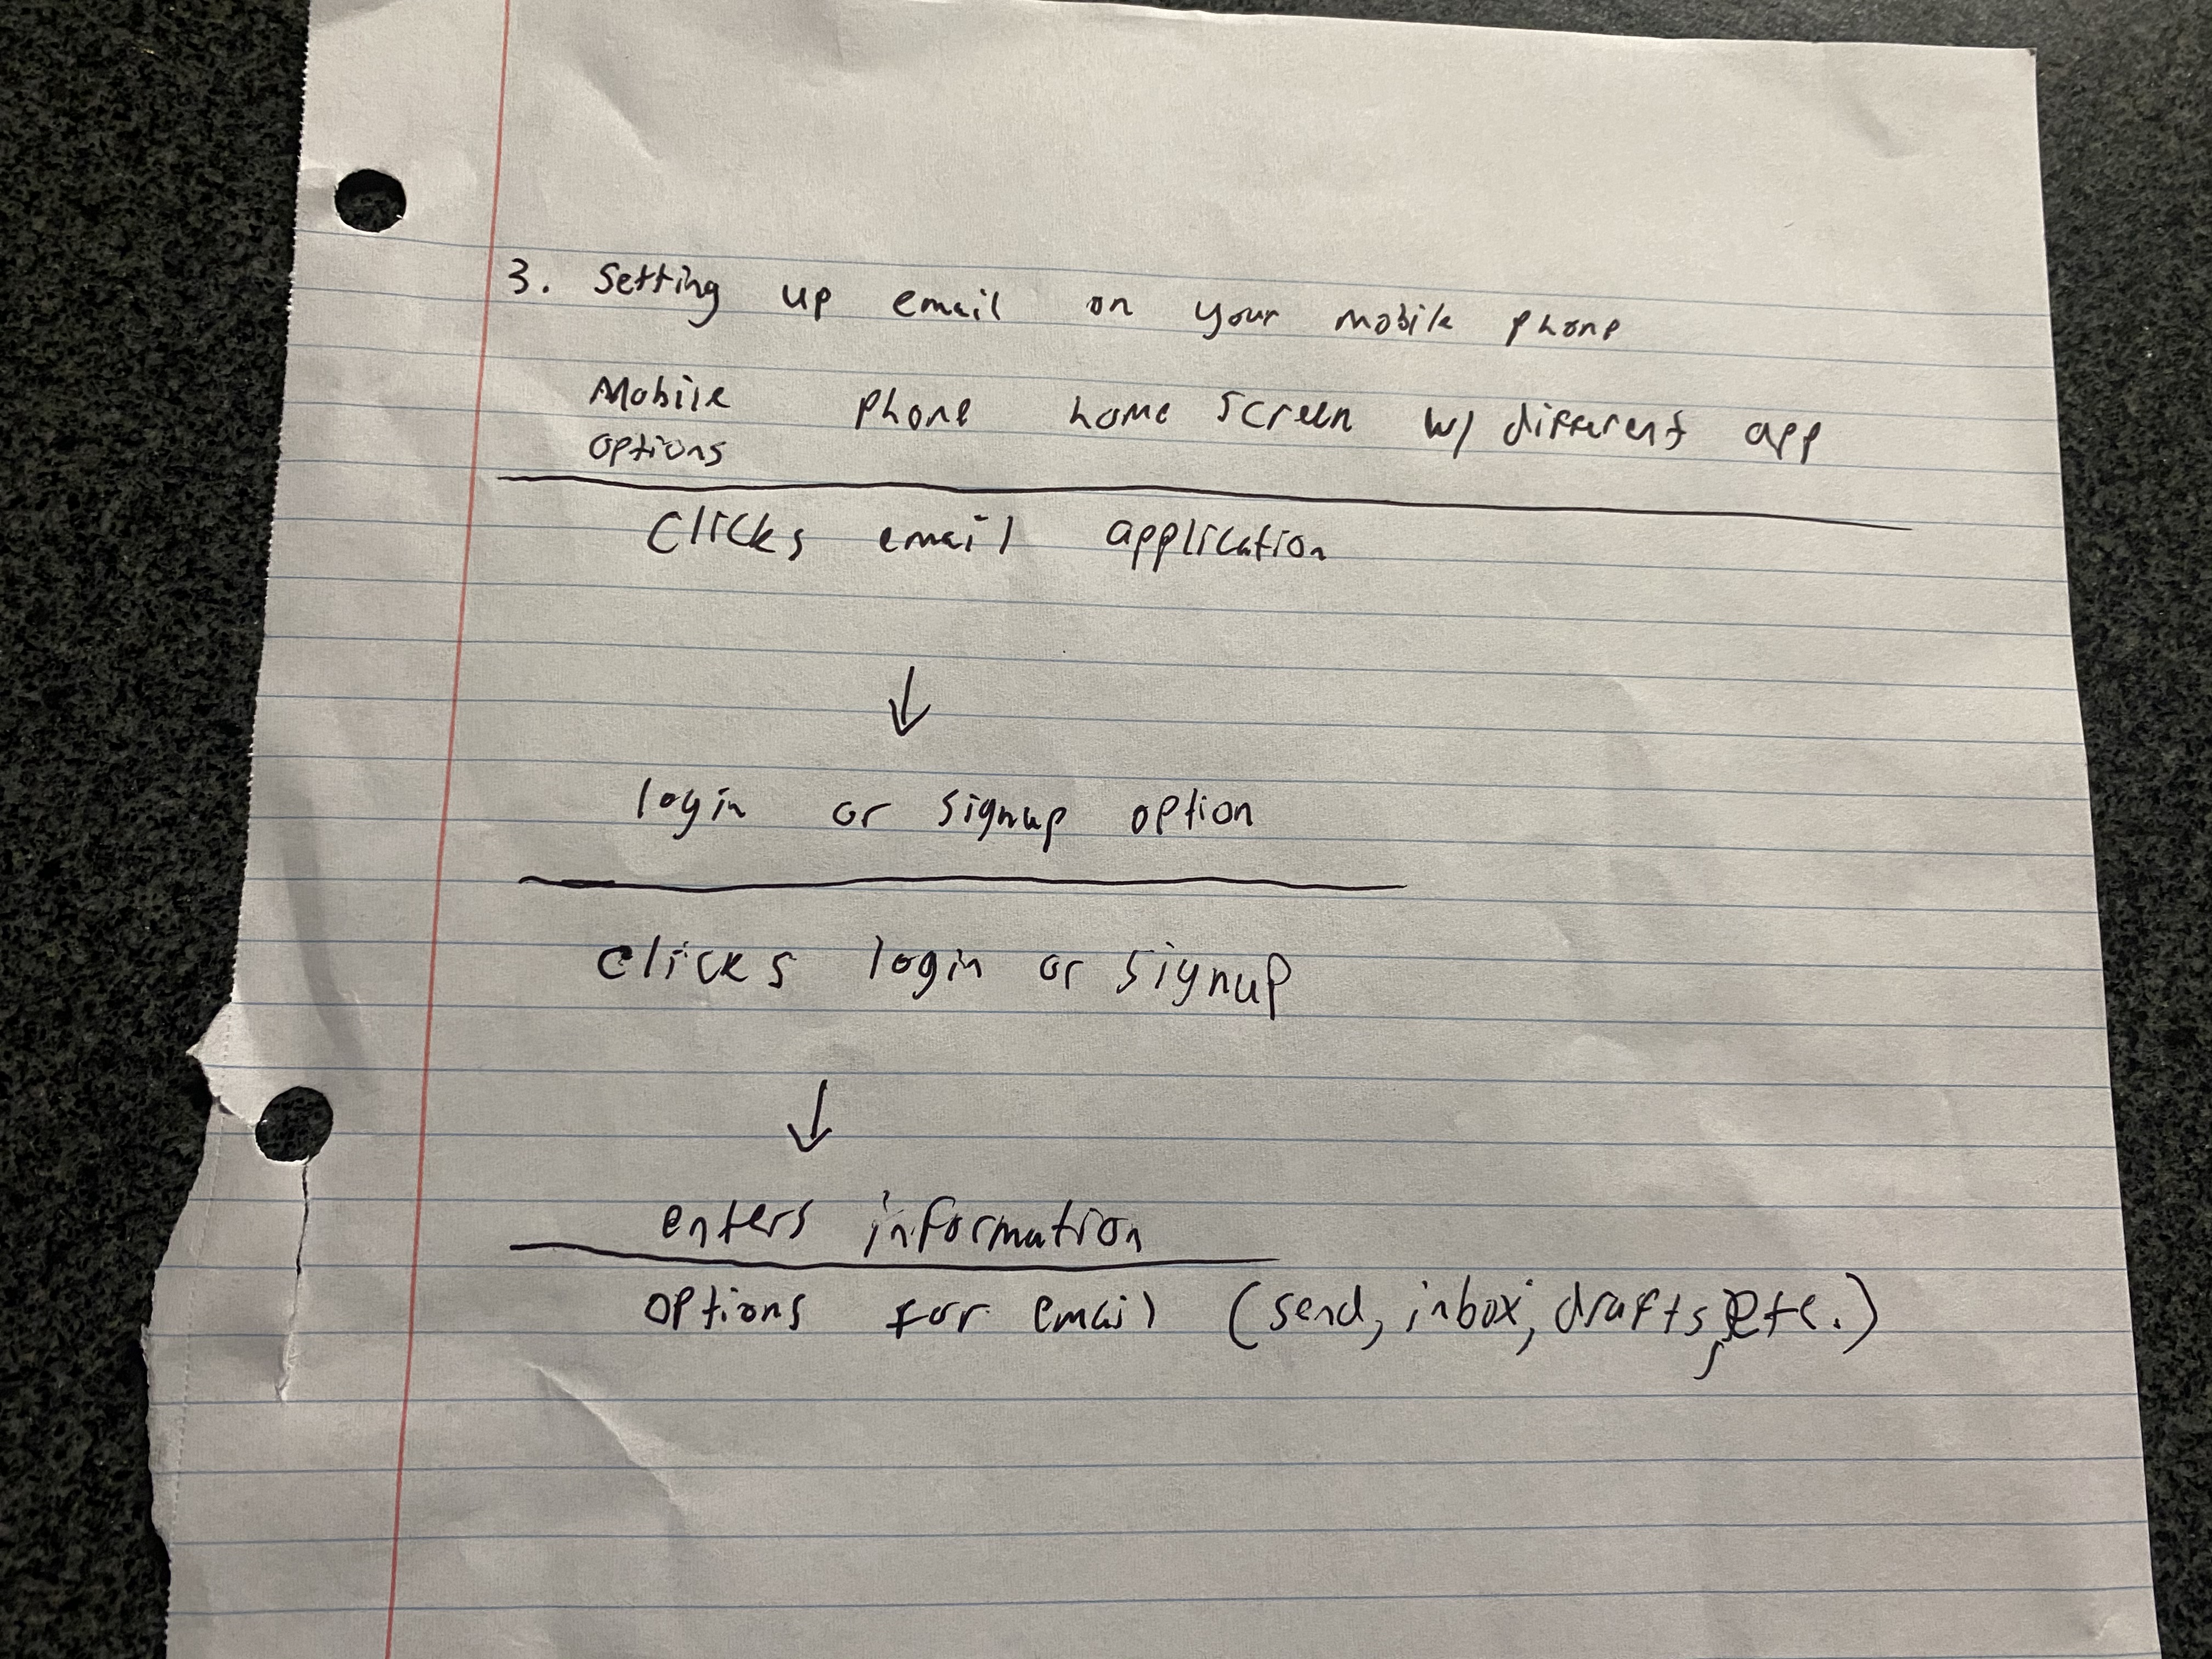 3. Setting up email on your mobile phone
Mobile phone home screen w/ different app
options
Clicks email application
↓
login or signup option
clicks login or signup
↓
enters information
options for email (send, inbox, drafts, etc.)